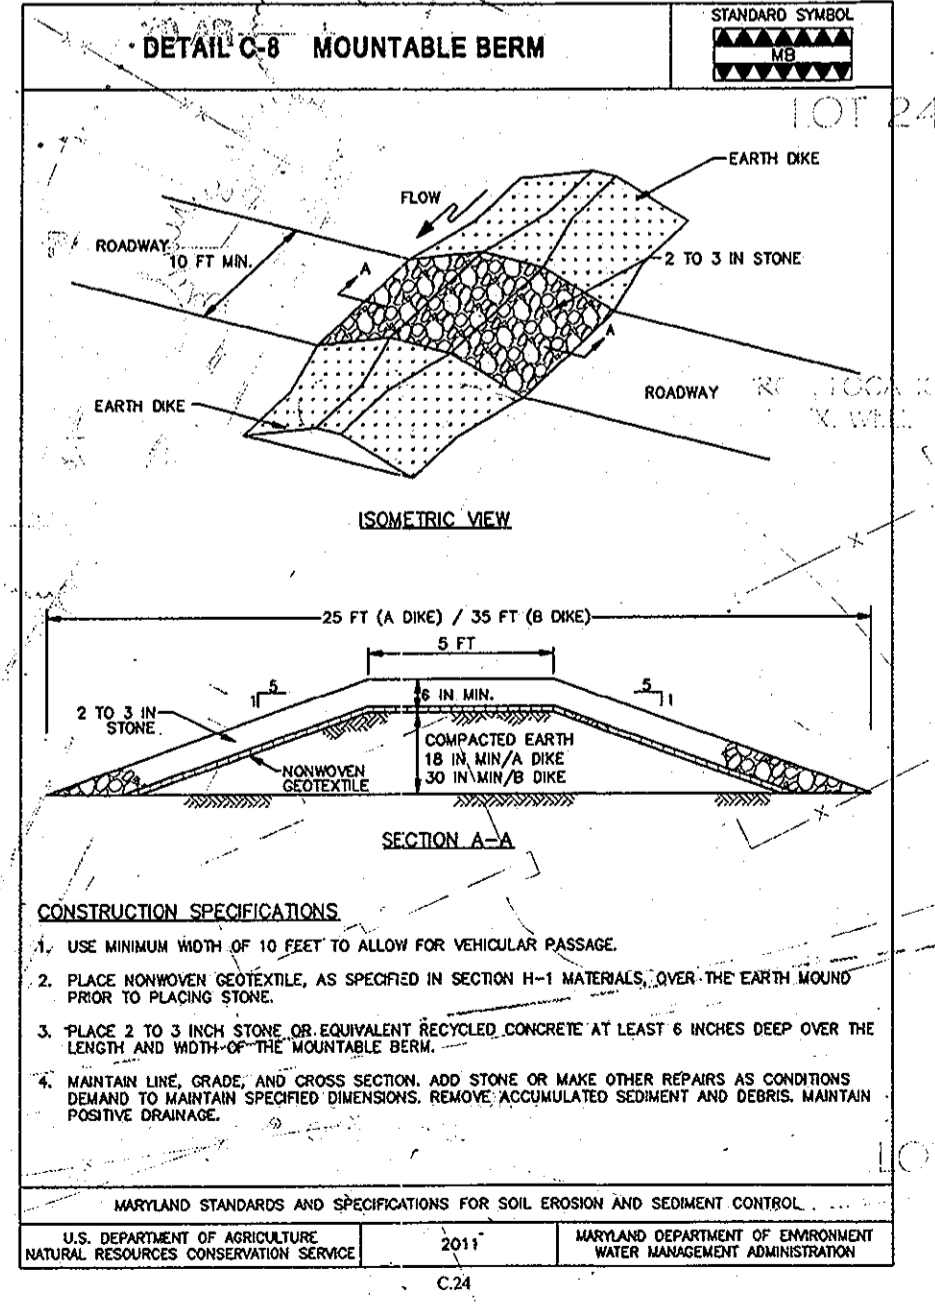 DETAIL C-8 MOUNTABLE BERM
STANDARD SYMBOL
MB
LOT 24
EARTH DIKE
FLOW
ROADWAY
10 FT MIN.
A
2 TO 3 IN STONE
A
ROADWAY
EARTH DIKE
ISOMETRIC VIEW
25 FT (A DIKE) / 35 FT (B DIKE)
5 FT
5
1
6 IN MIN.
5
1
2 TO 3 IN
STONE
COMPACTED EARTH
18 IN MIN/A DIKE
30 IN MIN/B DIKE
NONWOVEN
GEOTEXTILE
SECTION A-A
CONSTRUCTION SPECIFICATIONS
1. USE MINIMUM WIDTH OF 10 FEET TO ALLOW FOR VEHICULAR PASSAGE.
2. PLACE NONWOVEN GEOTEXTILE, AS SPECIFIED IN SECTION H-1 MATERIALS, OVER THE EARTH MOUND
PRIOR TO PLACING STONE.
3. PLACE 2 TO 3 INCH STONE OR EQUIVALENT RECYCLED CONCRETE AT LEAST 6 INCHES DEEP OVER THE
LENGTH AND WIDTH OF THE MOUNTABLE BERM.
4. MAINTAIN LINE, GRADE, AND CROSS SECTION. ADD STONE OR MAKE OTHER REPAIRS AS CONDITIONS
DEMAND TO MAINTAIN SPECIFIED DIMENSIONS. REMOVE ACCUMULATED SEDIMENT AND DEBRIS. MAINTAIN
POSITIVE DRAINAGE.
LO
MARYLAND STANDARDS AND SPECIFICATIONS FOR SOIL EROSION AND SEDIMENT CONTROL
U.S. DEPARTMENT OF AGRICULTURE
NATURAL RESOURCES CONSERVATION SERVICE
2011
MARYLAND DEPARTMENT OF ENVIRONMENT
WATER MANAGEMENT ADMINISTRATION
C.24